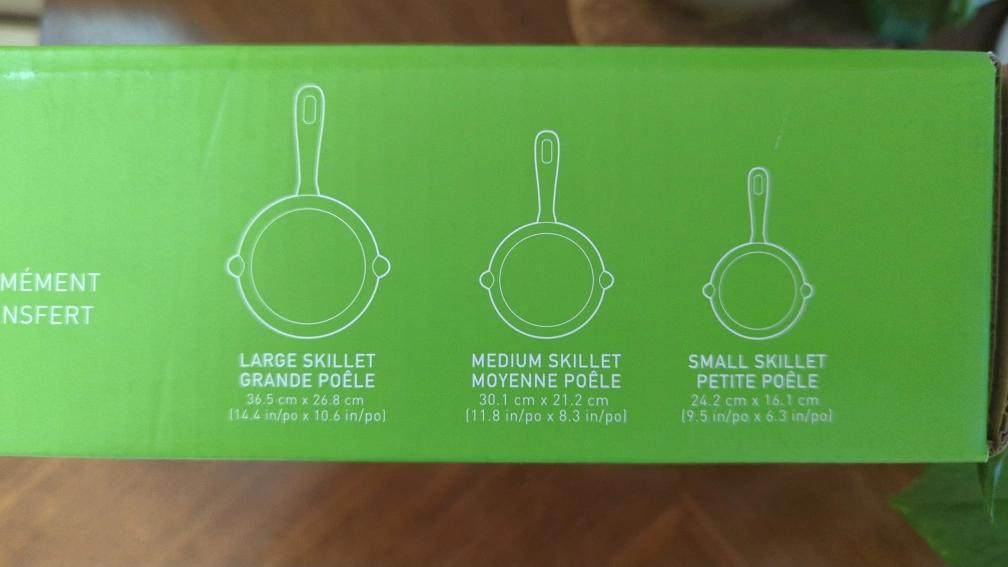 MÉMENT
NSFERT
LARGE SKILLET
GRANDE POÊLE
36.5 cm x 26.8 cm
(14.4 in/po x 10.6 in/po)
MEDIUM SKILLET
MOYENNE POÊLE
30.1 cm x 21.2 cm
(11.8 in/po x 8.3 in/po)
SMALL SKILLET
PETITE POÊLE
24.2 cm x 16.1 cm
(9.5 in/po x 6.3 in/po)